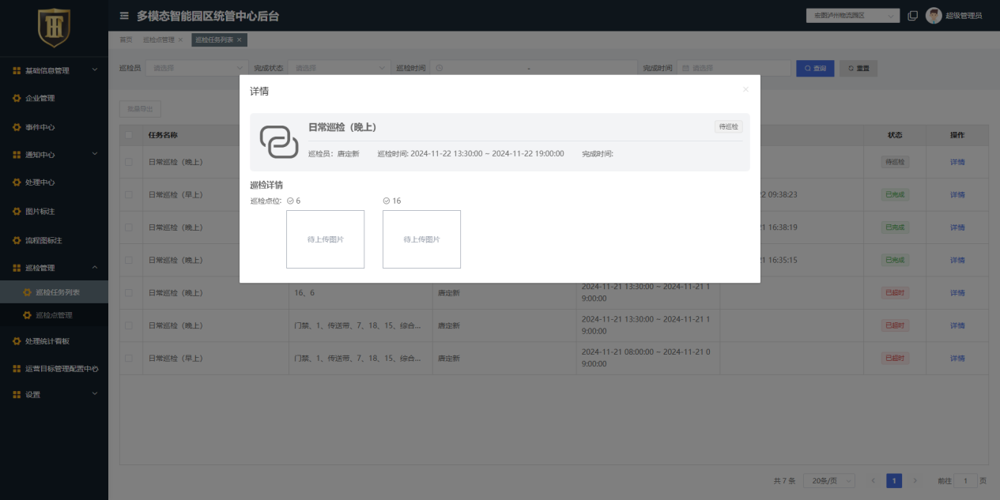 多模态智能园区统管中心后台
宏图泸州物流园区
超级管理员
首页 巡检点管理 × 巡检任务列表 ×
基础信息管理
企业管理
事件中心
通知中心
处理中心
图片标注
流程图标注
巡检管理
巡检任务列表
巡检点管理
处理统计看板
运营目标管理配置中心
设置
巡检员 请选择 完成状态 请选择 巡检时间 - 完成时间 请选择 查询 重置
批量导出
任务名称 状态 操作
详情 ×
日常巡检（晚上） 待巡检
巡检员：唐定新 巡检时间: 2024-11-22 13:30:00 ~ 2024-11-22 19:00:00 完成时间:
巡检详情
巡检点位: 6 16
待上传图片 待上传图片
日常巡检（晚上） 待巡检 详情
日常巡检（早上） 2 09:38:23 已完成 详情
日常巡检（晚上） 1 16:38:19 已完成 详情
日常巡检（晚上） 1 16:35:15 已完成 详情
日常巡检（晚上） 16、6 唐定新 2024-11-21 13:30:00 ~ 2024-11-21 1
9:00:00 已超时 详情
日常巡检（晚上） 门禁、1、传送带、7、18、15、综合... 唐定新 2024-11-21 13:30:00 ~ 2024-11-21 1
9:00:00 已超时 详情
日常巡检（早上） 门禁、1、传送带、7、18、15、综合... 唐定新 2024-11-21 08:00:00 ~ 2024-11-21 0
9:00:00 已超时 详情
共 7 条 20条/页 1 前往 1 页